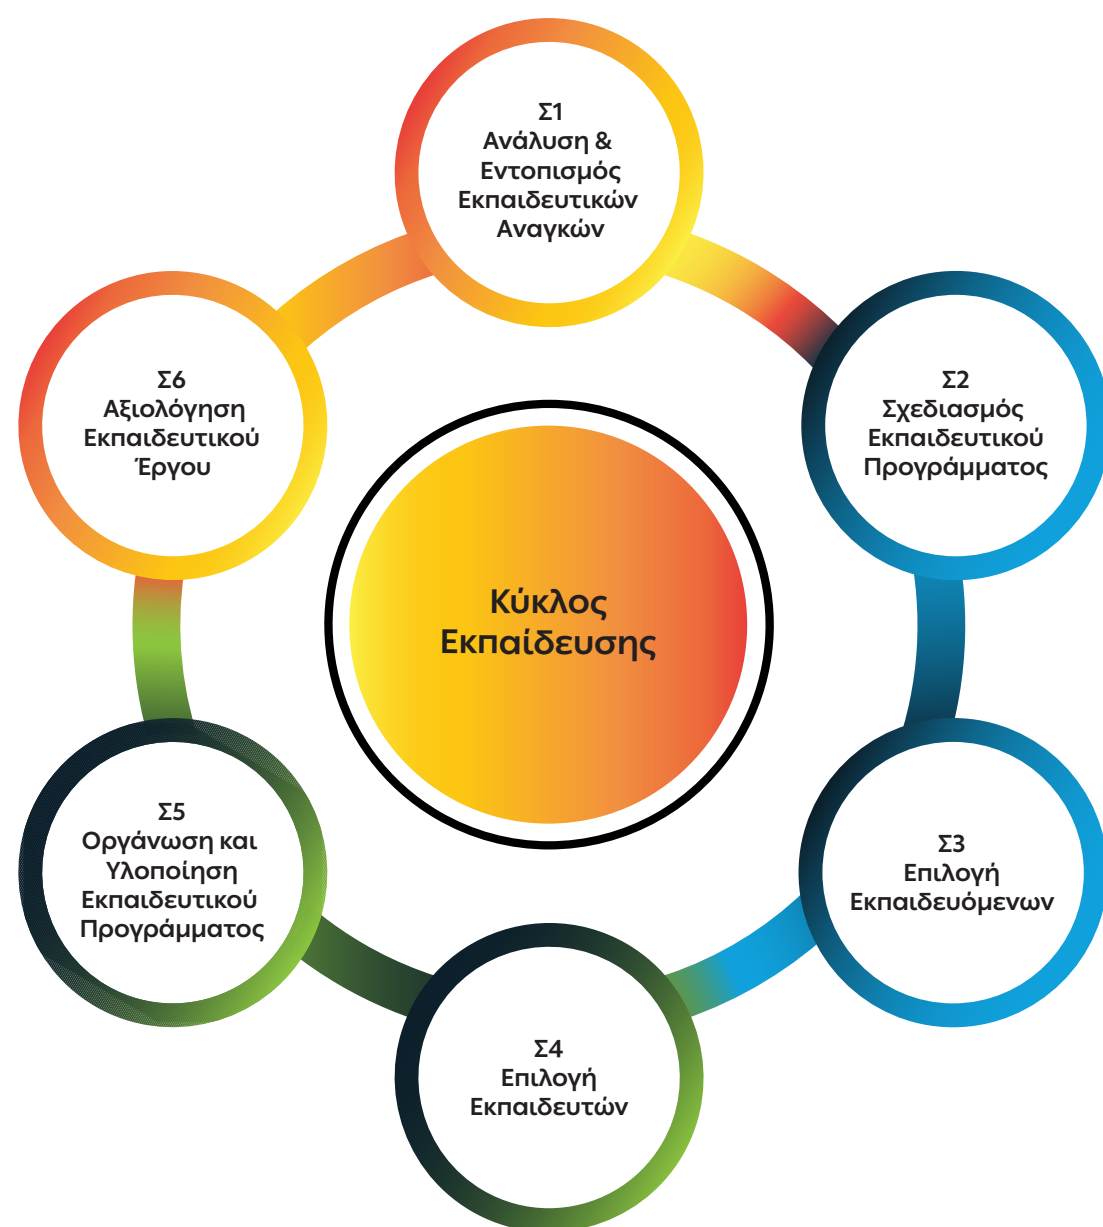 Σ1
Ανάλυση &
Εντοπισμός
Εκπαιδευτικών
Αναγκών
Σ2
Σχεδιασμός
Εκπαιδευτικού
Προγράμματος
Σ3
Επιλογή
Εκπαιδευόμενων
Σ4
Επιλογή
Εκπαιδευτών
Σ5
Οργάνωση και
Υλοποίηση
Εκπαιδευτικού
Προγράμματος
Σ6
Αξιολόγηση
Εκπαιδευτικού
Έργου
Κύκλος
Εκπαίδευσης